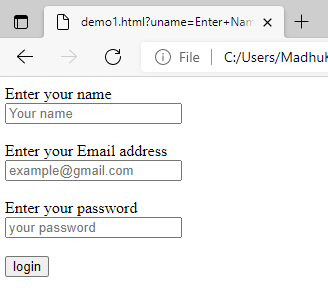 demo1.html?uname=Enter+Nam
File
C:/Users/Madhuk
Enter your name
Your name
Enter your Email address
example@gmail.com
Enter your password
your password
login